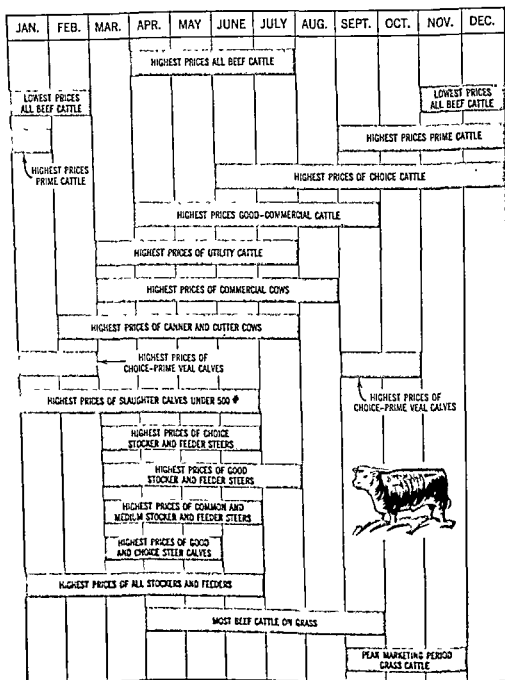 JAN. FEB. MAR. APR. MAY JUNE JULY AUG. SEPT. OCT. NOV. DEC.
HIGHEST PRICES ALL BEEF CATTLE
LOWEST PRICES
ALL BEEF CATTLE
LOWEST PRICES
ALL BEEF CATTLE
HIGHEST PRICES PRIME CATTLE
HIGHEST PRICES
PRIME CATTLE
HIGHEST PRICES OF CHOICE CATTLE
HIGHEST PRICES GOOD-COMMERCIAL CATTLE
HIGHEST PRICES OF UTILITY CATTLE
HIGHEST PRICES OF COMMERCIAL COWS
HIGHEST PRICES OF CANNER AND CUTTER COWS
HIGHEST PRICES OF
CHOICE-PRIME VEAL CALVES
HIGHEST PRICES OF
CHOICE-PRIME VEAL CALVES
HIGHEST PRICES OF SLAUGHTER CALVES UNDER 500 #
HIGHEST PRICES OF CHOICE
STOCKER AND FEEDER STEERS
HIGHEST PRICES OF GOOD
STOCKER AND FEEDER STEERS
HIGHEST PRICES OF COMMON AND
MEDIUM STOCKER AND FEEDER STEERS
HIGHEST PRICES OF GOOD
AND CHOICE STEER CALVES
HIGHEST PRICES OF ALL STOCKERS AND FEEDERS
MOST BEEF CATTLE ON GRASS
PEAK MARKETING PERIOD
GRASS CATTLE